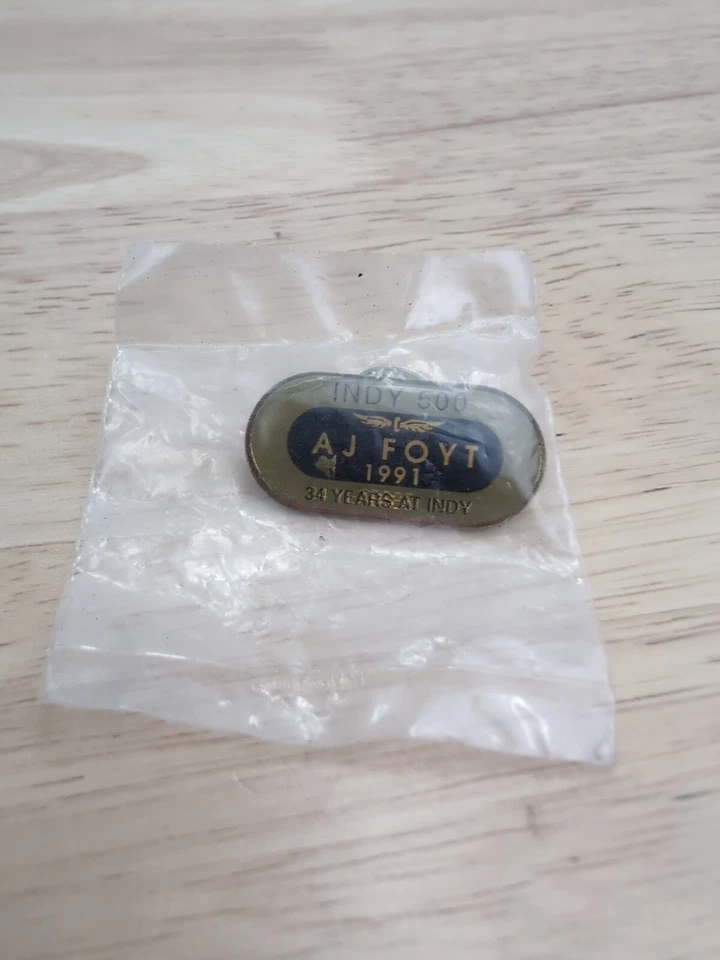 INDY 500
AJ FOYT
1991
34 YEARS AT INDY